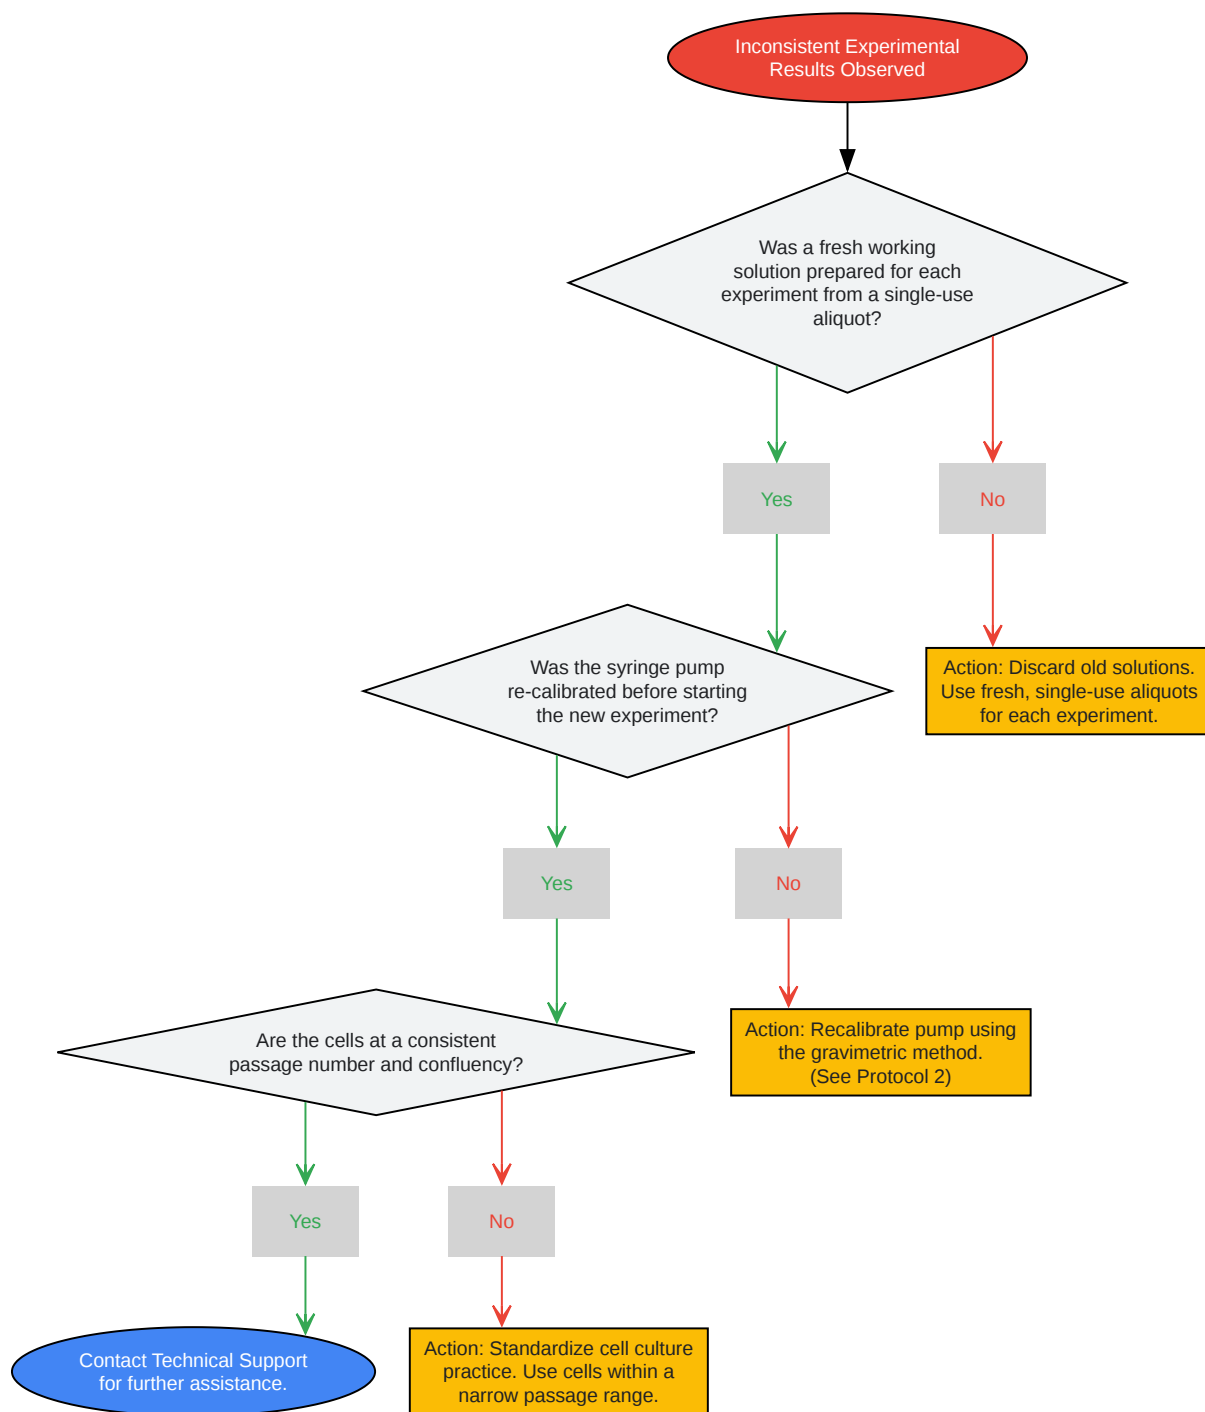 Inconsistent Experimental
Results Observed
Was a fresh working
solution prepared for each
experiment from a single-use
aliquot?
Yes
No
Was the syringe pump
re-calibrated before starting
the new experiment?
Action: Discard old solutions.
Use fresh, single-use aliquots
for each experiment.
Yes
No
Are the cells at a consistent
passage number and confluency?
Action: Recalibrate pump using
the gravimetric method.
(See Protocol 2)
Yes
No
Contact Technical Support
for further assistance.
Action: Standardize cell culture
practice. Use cells within a
narrow passage range.